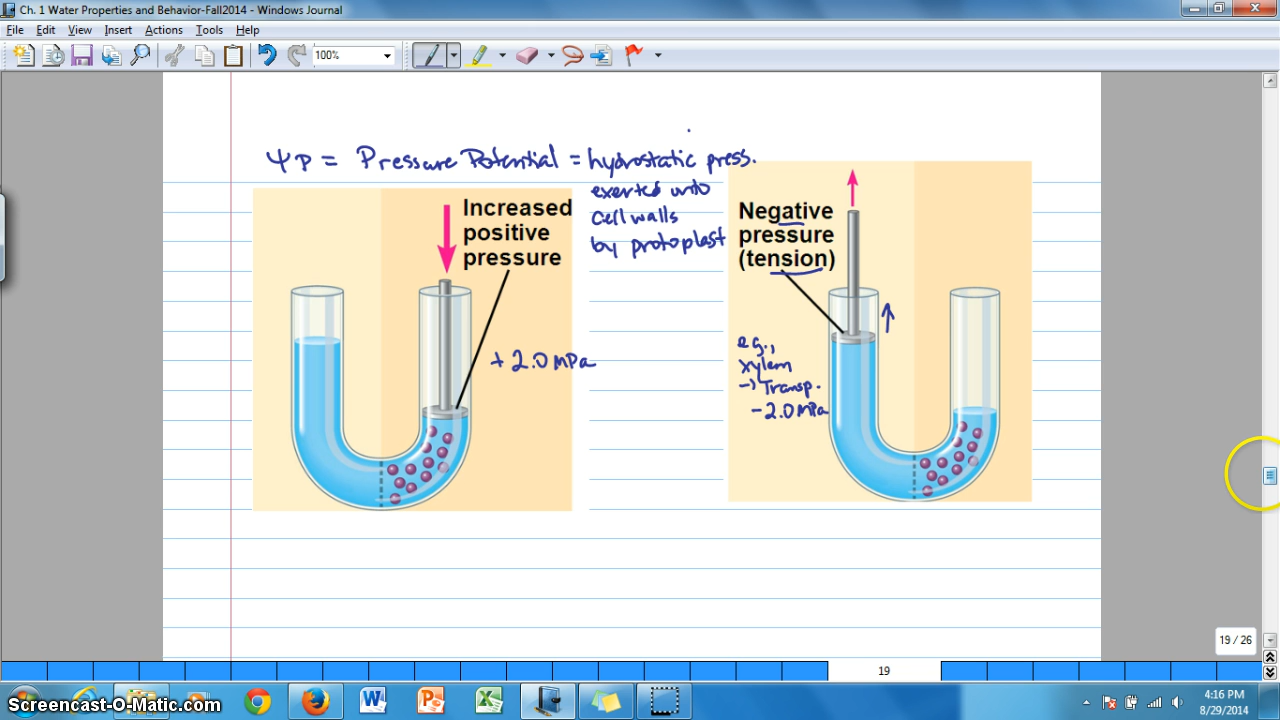 Ch. 1 Water Properties and Behavior-Fall2014 - Windows Journal
File Edit View Insert Actions Tools Help
100%
Ψp = Pressure Potential = hydrostatic press.
exerted unto
cell walls
by protoplast
Increased
positive
pressure
+ 2.0 mPa
Negative
pressure
(tension)
e.g.,
xylem
→ Transp.
- 2.0 mPa
19 / 26
19
4:16 PM
8/29/2014
Screencast-O-Matic.com